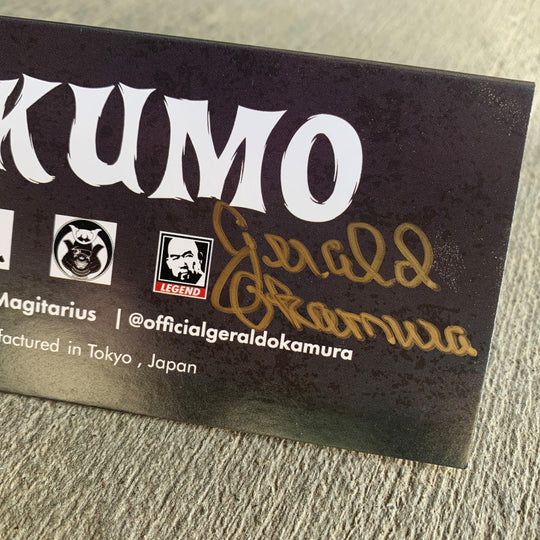 KUMO
Gerald
Okamura
LEGEND
Magitarius | @officialgeraldokamura
factured in Tokyo , Japan